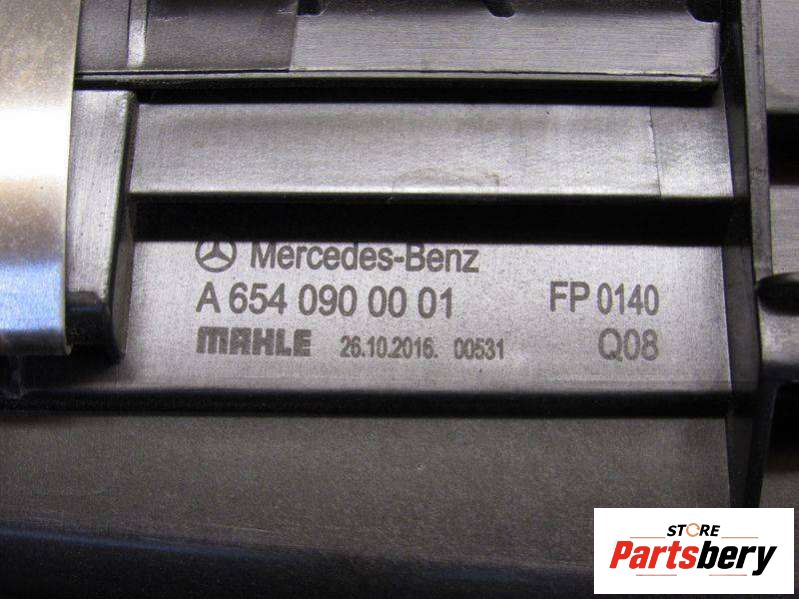 Mercedes-Benz
A 654 090 00 01 FP 0140
MAHLE 26.10.2016. 00531 Q08
STORE
Partsbery